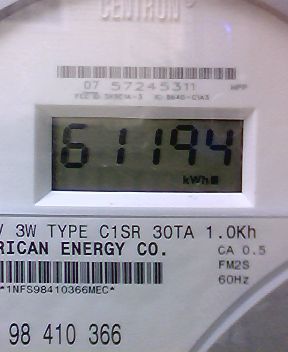 CENTRON
07 57245311
61194
kWh
V 3W TYPE C1SR 30TA 1.0Kh
RICAN ENERGY CO.
CA 0.5
FM2S
60Hz
*1NFS98410366MEC*
98 410 366